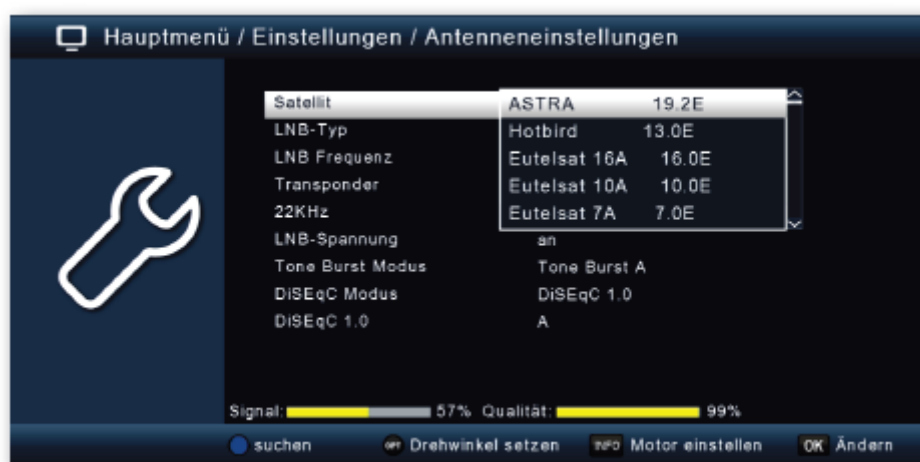 Hauptmenü / Einstellungen / Antenneneinstellungen
Satellit ASTRA 19.2E
LNB-Typ Hotbird 13.0E
LNB Frequenz Eutelsat 16A 16.0E
Transponder Eutelsat 10A 10.0E
22KHz Eutelsat 7A 7.0E
LNB-Spannung an
Tone Burst Modus Tone Burst A
DiSEqC Modus DiSEqC 1.0
DiSEqC 1.0 A
Signal: 57% Qualität: 99%
suchen OPT Drehwinkel setzen INFO Motor einstellen OK Ändern